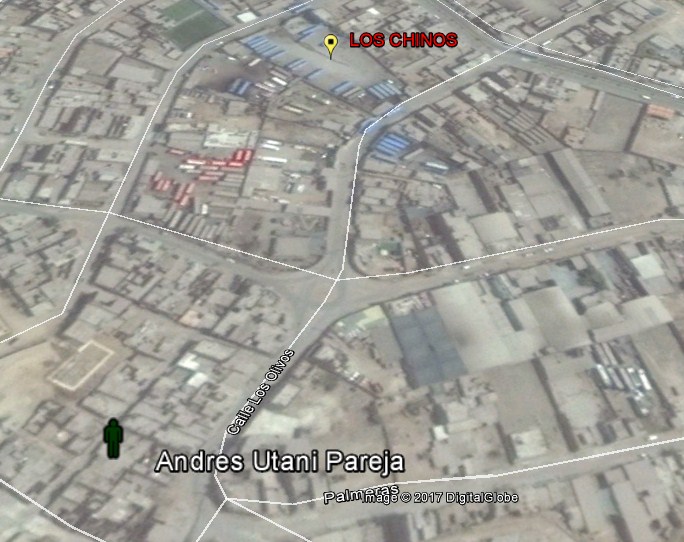 LOS CHINOS
Calle Los Olivos
Andres Utani Pareja
Palmeras
Image © 2017 DigitalGlobe